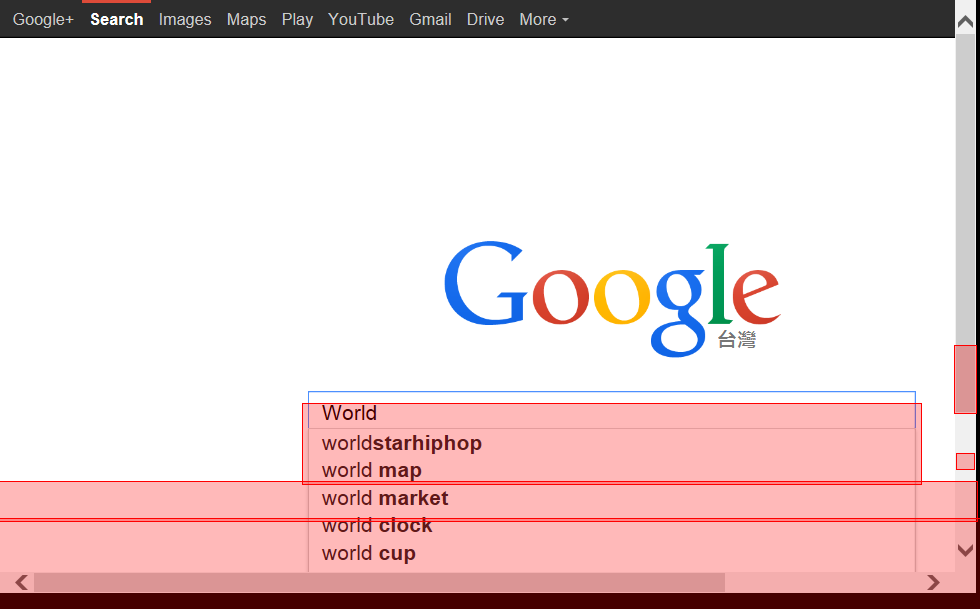 Google+ Search Images Maps Play YouTube Gmail Drive More
Google
台灣
World
worldstarhiphop
world map
world market
world clock
world cup